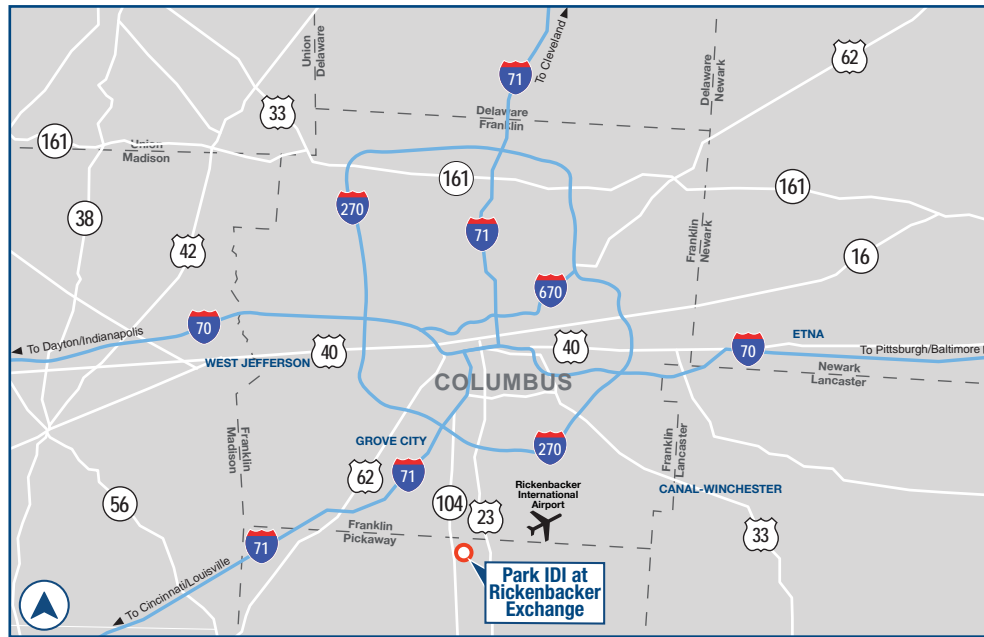 To Cleveland
62
71
Union
Delaware
Delaware
Newark
33
Delaware
Franklin
161
Union
Madison
161
161
270
38
71
42
Franklin
Newark
16
670
70
To Dayton/Indianapolis
40
40
ETNA
70
To Pittsburgh/Baltimore
WEST JEFFERSON
COLUMBUS
Newark
Lancaster
Franklin
Madison
GROVE CITY
270
Franklin
Lancaster
62
71
Rickenbacker
International
Airport
CANAL-WINCHESTER
56
104
23
33
Franklin
Pickaway
71
To Cincinnati/Louisville
Park IDI at
Rickenbacker
Exchange